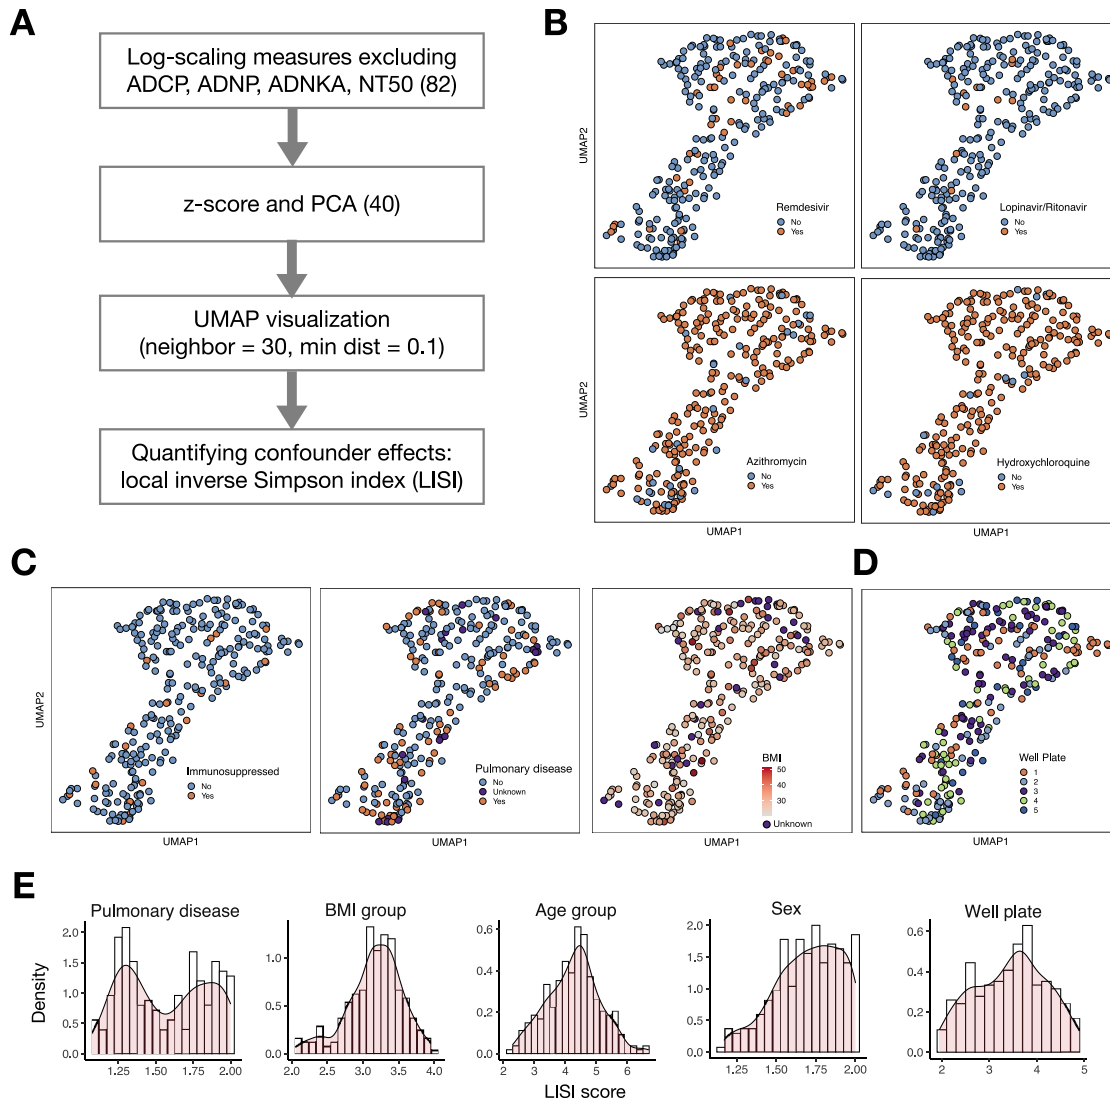 A
Log-scaling measures excluding
ADCP, ADNP, ADNKA, NT50 (82)
z-score and PCA (40)
UMAP visualization
(neighbor = 30, min dist = 0.1)
Quantifying confounder effects:
local inverse Simpson index (LISI)
B
UMAP2
Remdesivir
No
Yes
Lopinavir/Ritonavir
No
Yes
UMAP2
Azithromycin
No
Yes
Hydroxychloroquine
No
Yes
UMAP1
UMAP1
C
UMAP2
Immunosuppressed
No
Yes
UMAP1
Pulmonary disease
No
Unknown
Yes
UMAP1
BMI
50
40
30
Unknown
UMAP1
D
Well Plate
1
2
3
4
5
UMAP1
E
Density
Pulmonary disease
2.0
1.5
1.0
0.5
0.0
1.25 1.50 1.75 2.00
BMI group
1.0
0.5
0.0
2.0 2.5 3.0 3.5 4.0
Age group
0.6
0.4
0.2
0.0
2 3 4 5 6
Sex
2.0
1.5
1.0
0.5
0.0
1.25 1.50 1.75 2.00
Well plate
0.6
0.4
0.2
0.0
2 3 4 5
LISI score